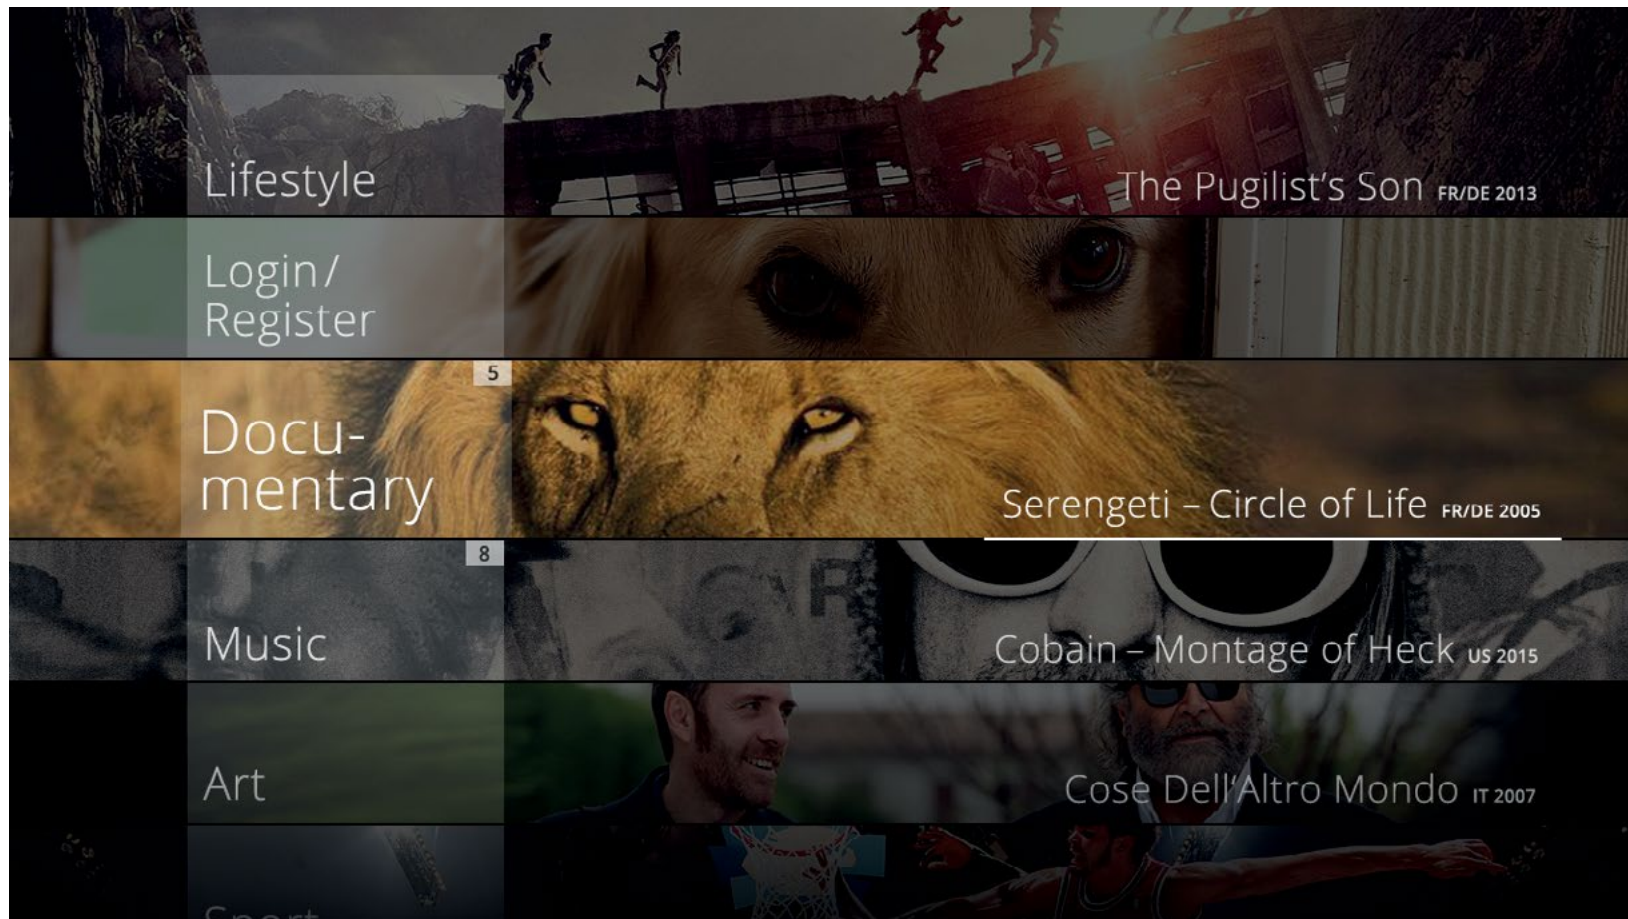 Lifestyle
The Pugilist's Son FR/DE 2013
Login/
Register
5
Docu-
mentary
Serengeti – Circle of Life FR/DE 2005
8
Music
Cobain – Montage of Heck US 2015
Art
Cose Dell'Altro Mondo IT 2007
Sport